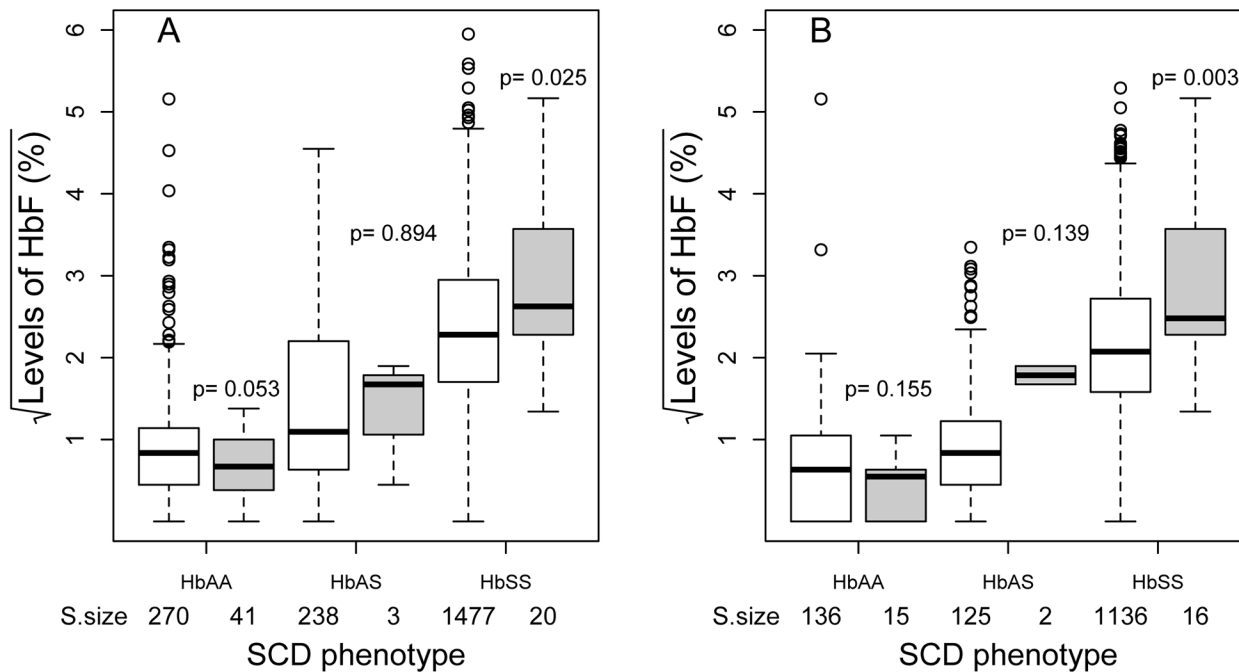 A
6
5
4
3
2
1
√Levels of HbF (%)
p= 0.053
p= 0.894
p= 0.025
HbAA HbAS HbSS
S.size 270 41 238 3 1477 20
SCD phenotype
B
6
5
4
3
2
1
√Levels of HbF (%)
p= 0.155
p= 0.139
p= 0.003
HbAA HbAS HbSS
S.size 136 15 125 2 1136 16
SCD phenotype